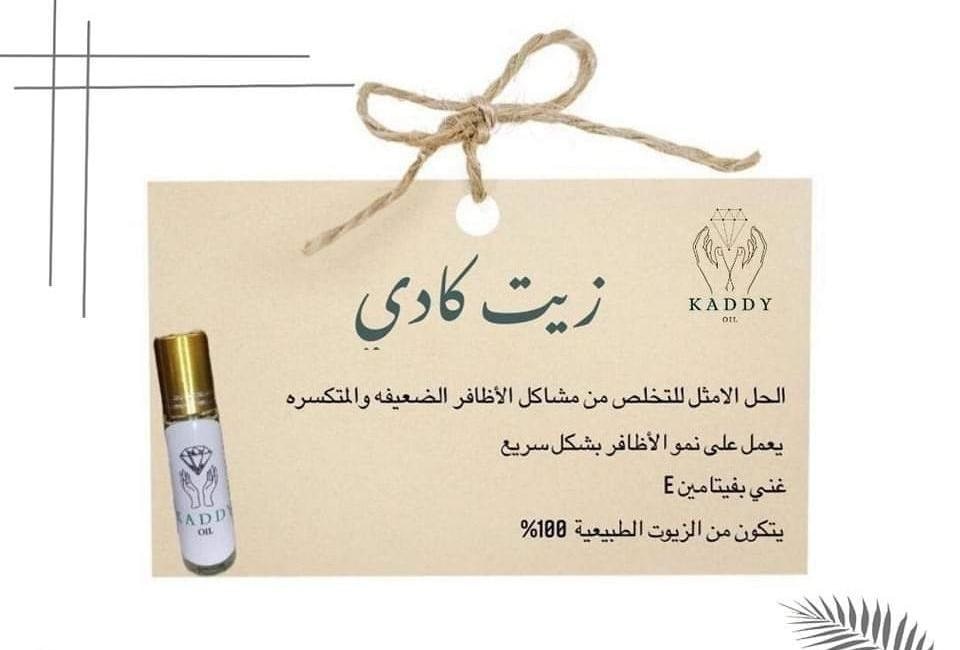 KADDY
OIL
زيت كادي
الحل الامثل للتخلص من مشاكل الأظافر الضعيفه والمتكسره
يعمل على نمو الأظافر بشكل سريع
غني بفيتامين E
يتكون من الزيوت الطبيعية 100%
KADDY
OIL